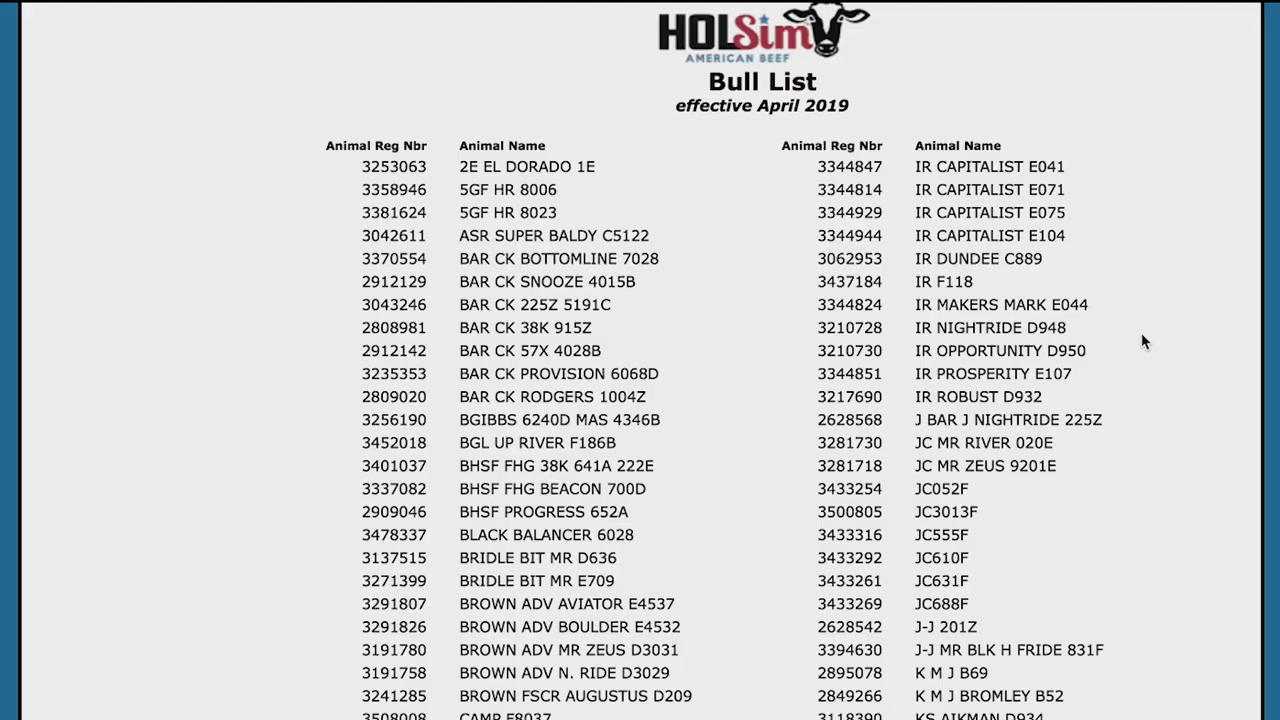 HOLSim
AMERICAN BEEF
Bull List
effective April 2019
Animal Reg Nbr Animal Name
3253063 2E EL DORADO 1E
3358946 5GF HR 8006
3381624 5GF HR 8023
3042611 ASR SUPER BALDY C5122
3370554 BAR CK BOTTOMLINE 7028
2912129 BAR CK SNOOZE 4015B
3043246 BAR CK 225Z 5191C
2808981 BAR CK 38K 915Z
2912142 BAR CK 57X 4028B
3235353 BAR CK PROVISION 6068D
2809020 BAR CK RODGERS 1004Z
3256190 BGIBBS 6240D MAS 4346B
3452018 BGL UP RIVER F186B
3401037 BHSF FHG 38K 641A 222E
3337082 BHSF FHG BEACON 700D
2909046 BHSF PROGRESS 652A
3478337 BLACK BALANCER 6028
3137515 BRIDLE BIT MR D636
3271399 BRIDLE BIT MR E709
3291807 BROWN ADV AVIATOR E4537
3291826 BROWN ADV BOULDER E4532
3191780 BROWN ADV MR ZEUS D3031
3191758 BROWN ADV N. RIDE D3029
3241285 BROWN FSCR AUGUSTUS D209
3508008 CAMP F8037
Animal Reg Nbr Animal Name
3344847 IR CAPITALIST E041
3344814 IR CAPITALIST E071
3344929 IR CAPITALIST E075
3344944 IR CAPITALIST E104
3062953 IR DUNDEE C889
3437184 IR F118
3344824 IR MAKERS MARK E044
3210728 IR NIGHTRIDE D948
3210730 IR OPPORTUNITY D950
3344851 IR PROSPERITY E107
3217690 IR ROBUST D932
2628568 J BAR J NIGHTRIDE 225Z
3281730 JC MR RIVER 020E
3281718 JC MR ZEUS 9201E
3433254 JC052F
3500805 JC3013F
3433316 JC555F
3433292 JC610F
3433261 JC631F
3433269 JC688F
2628542 J-J 201Z
3394630 J-J MR BLK H FRIDE 831F
2895078 K M J B69
2849266 K M J BROMLEY B52
3118390 KS AIKMAN D934